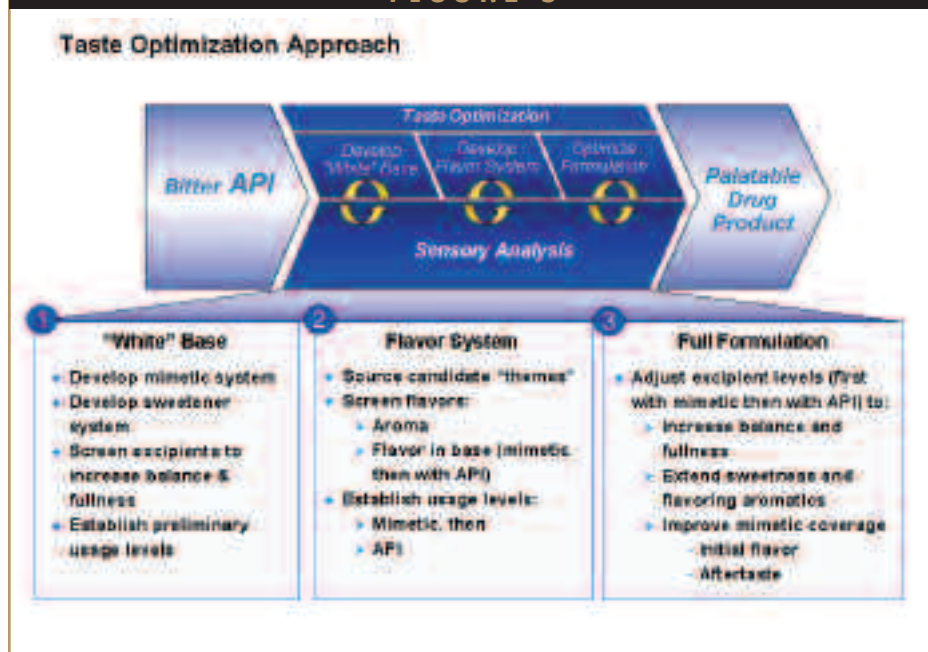 Taste Optimization Approach
Taste Optimization
Bitter API
Develop
"White" Base
Develop
Flavor System
Optimize
Formulation
Palatable
Drug
Product
Sensory Analysis
1
"White" Base
Develop mimetic system
Develop sweetener
system
Screen excipients to
increase balance &
fullness
Establish preliminary
usage levels
2
Flavor System
Source candidate "themes"
Screen flavors:
Aroma
Flavor in base (mimetic
then with API)
Establish usage levels:
Mimetic, then
API
3
Full Formulation
Adjust excipient levels (first
with mimetic then with API) to:
Increase balance and
fullness
Extend sweetness and
flavoring aromatics
Improve mimetic coverage
- Initial flavor
- Aftertaste